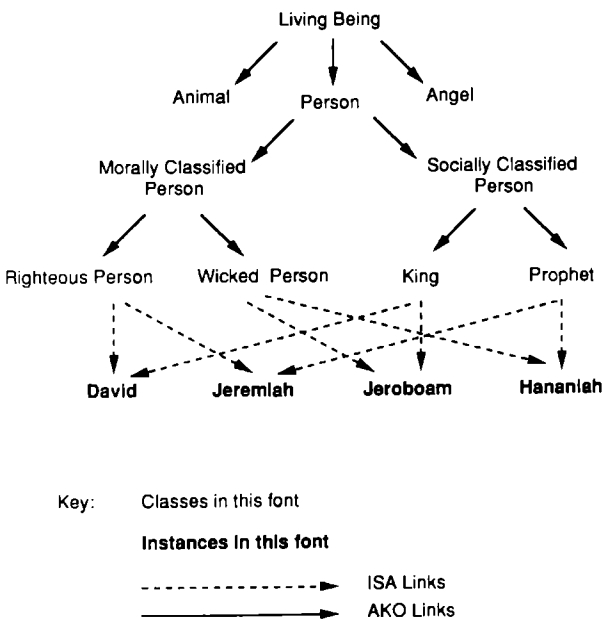 Living Being
Animal
Person
Angel
Morally Classified
Person
Socially Classified
Person
Righteous Person
Wicked Person
King
Prophet
David
Jeremiah
Jeroboam
Hananiah
Key:
Classes in this font
Instances in this font
ISA Links
AKO Links